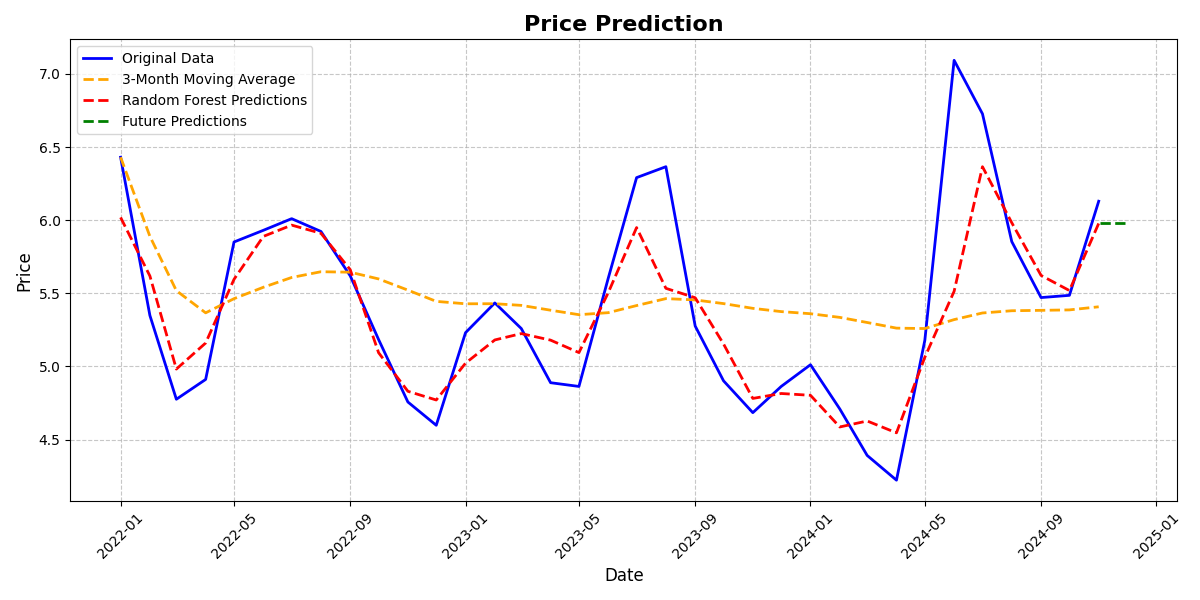 Price Prediction
Original Data
3-Month Moving Average
Random Forest Predictions
Future Predictions
7.0
6.5
6.0
5.5
5.0
4.5
Price
2022-01
2022-05
2022-09
2023-01
2023-05
2023-09
2024-01
2024-05
2024-09
2025-01
Date